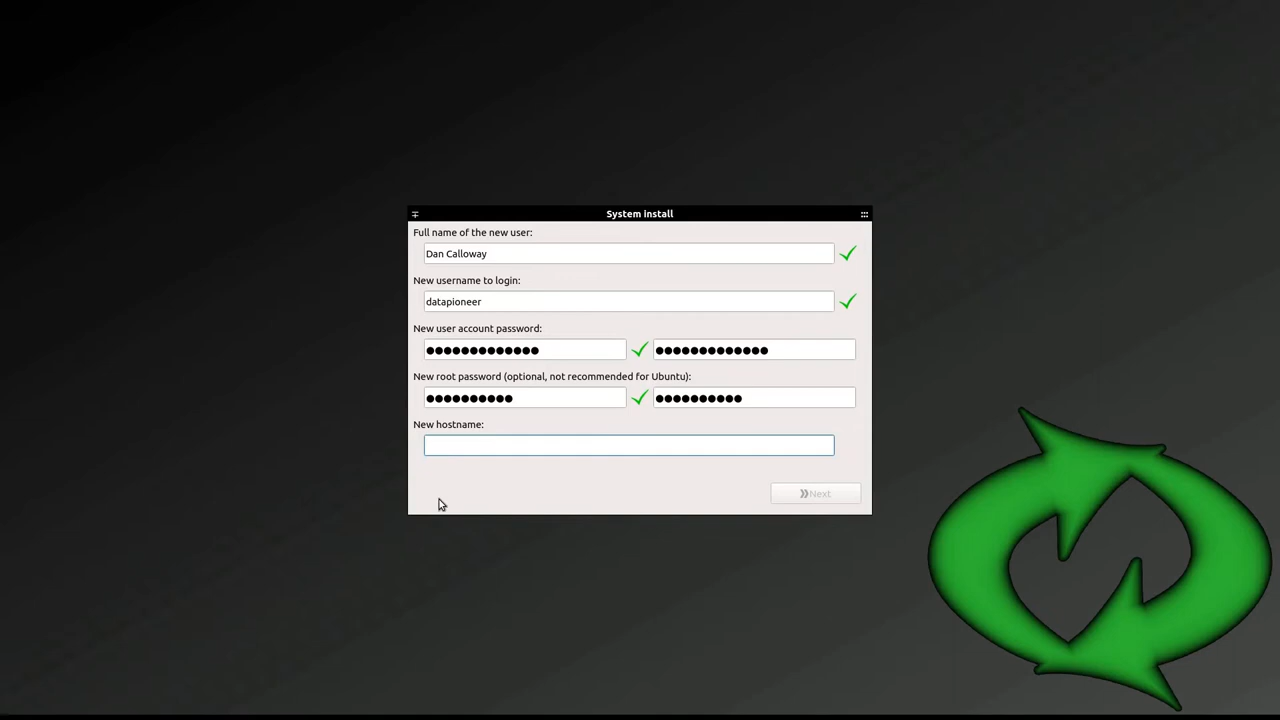 System install
Full name of the new user:
Dan Calloway
New username to login:
datapioneer
New user account password:
●●●●●●●●●●●●● ●●●●●●●●●●●●●
New root password (optional, not recommended for Ubuntu):
●●●●●●●●●● ●●●●●●●●●●
New hostname:
Next